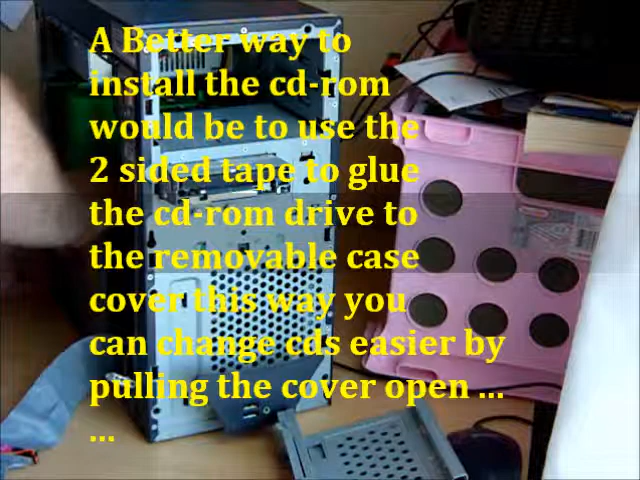 A Better way to
install the cd-rom
would be to use the
2 sided tape to glue
the cd-rom drive to
the removable case
cover this way you
can change cds easier by
pulling the cover open ...
...